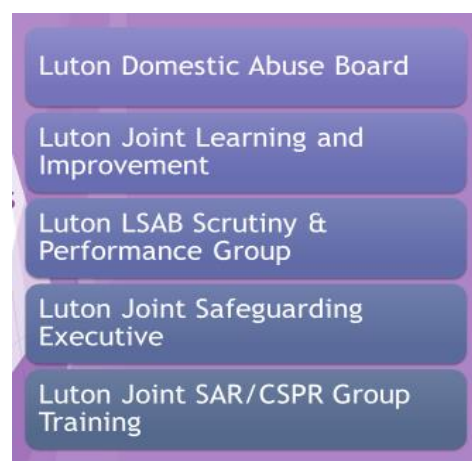 Luton Domestic Abuse Board
Luton Joint Learning and
Improvement
Luton LSAB Scrutiny &
Performance Group
Luton Joint Safeguarding
Executive
Luton Joint SAR/CSPR Group
Training